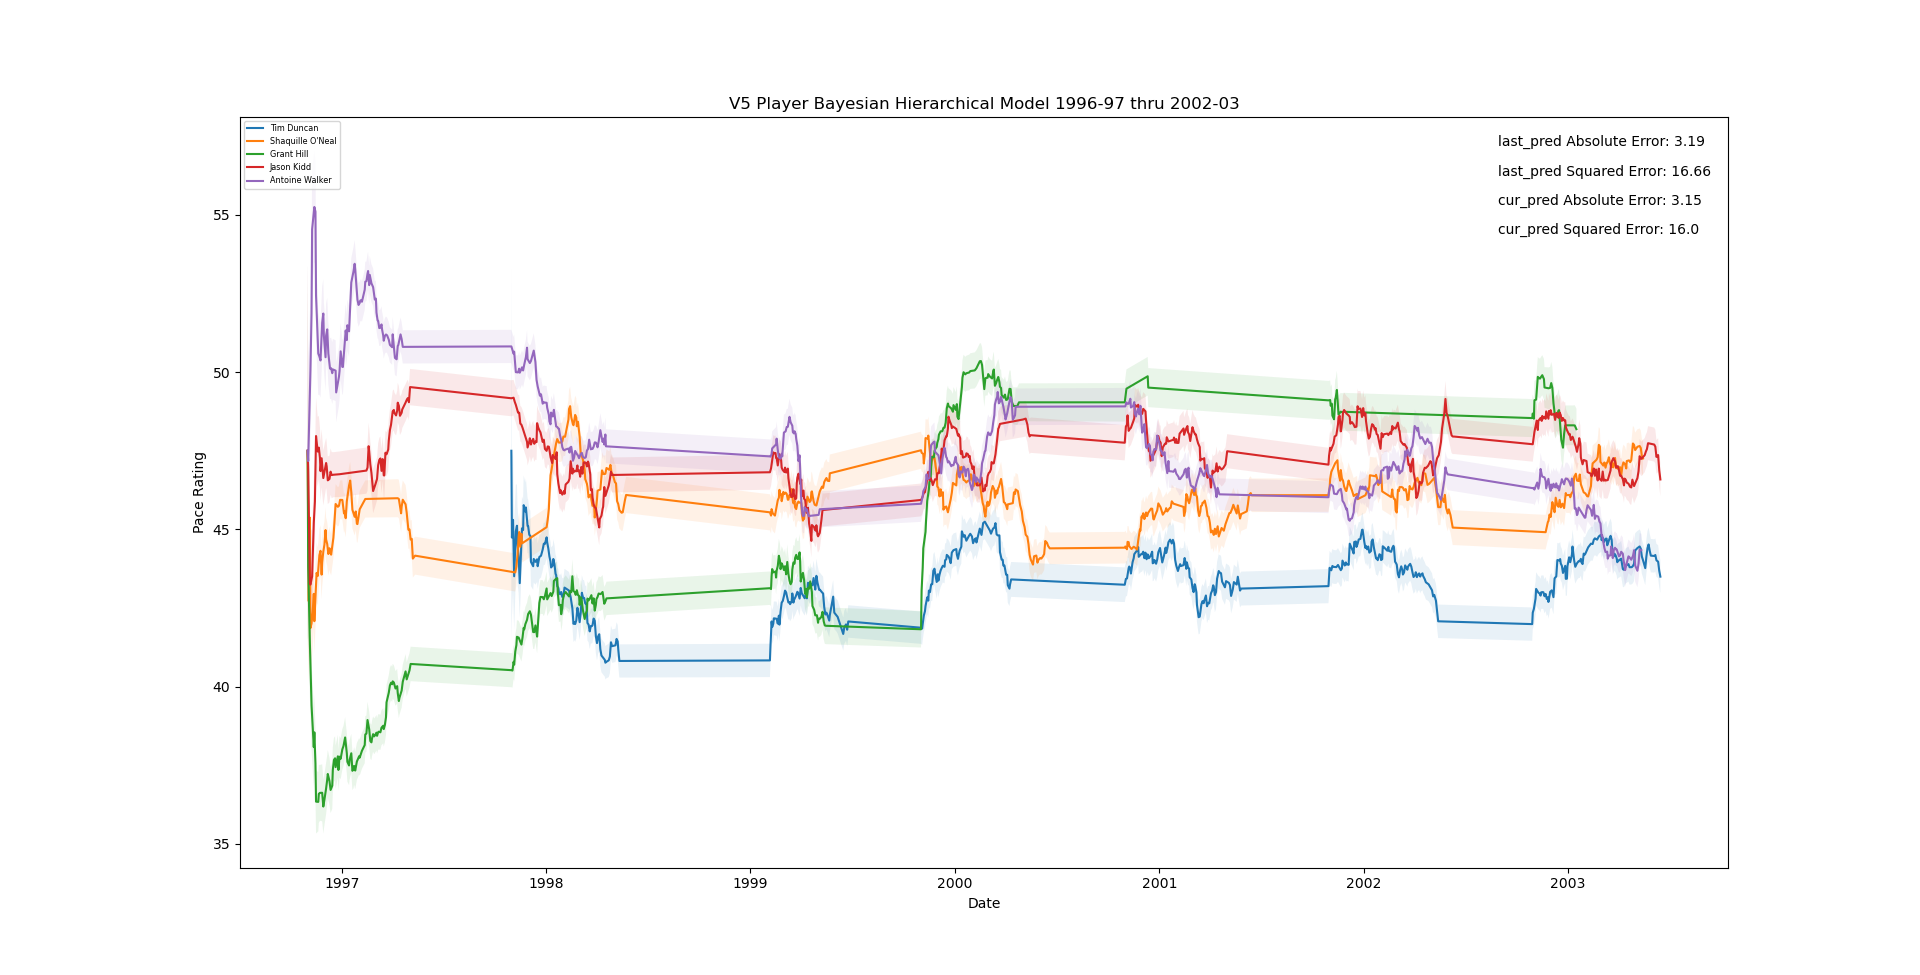 V5 Player Bayesian Hierarchical Model 1996-97 thru 2002-03
Tim Duncan
Shaquille O'Neal
Grant Hill
Jason Kidd
Antoine Walker
last_pred Absolute Error: 3.19
last_pred Squared Error: 16.66
cur_pred Absolute Error: 3.15
cur_pred Squared Error: 16.0
Pace Rating
55
50
45
40
35
1997 1998 1999 2000 2001 2002 2003
Date